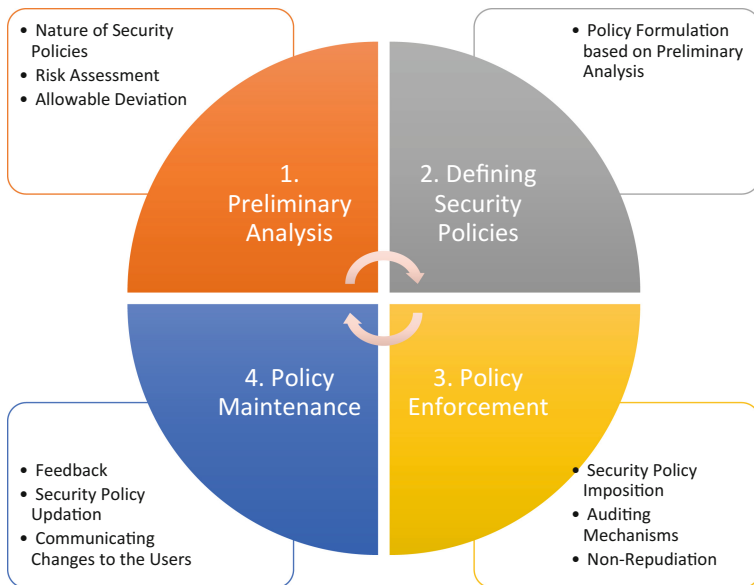 • Nature of Security
Policies
• Risk Assessment
• Allowable Deviation
• Policy Formulation
based on Preliminary
Analysis
1.
Preliminary
Analysis
2. Defining
Security
Policies
4. Policy
Maintenance
3. Policy
Enforcement
• Feedback
• Security Policy
Updation
• Communicating
Changes to the Users
• Security Policy
Imposition
• Auditing
Mechanisms
• Non-Repudiation